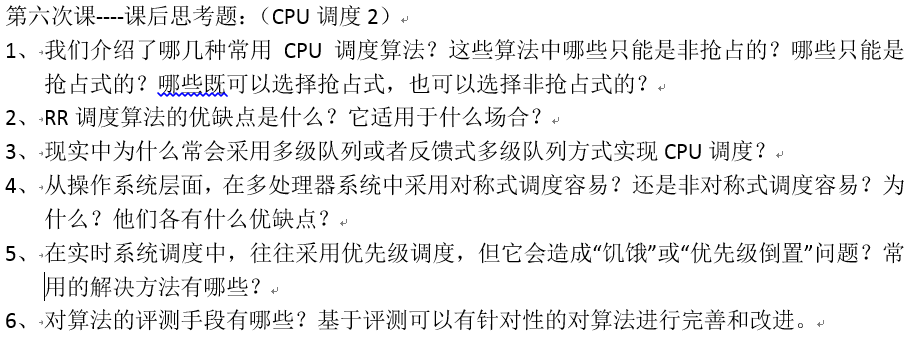 第六次课----课后思考题：（CPU 调度 2）
1、我们介绍了哪几种常用 CPU 调度算法？这些算法中哪些只能是非抢占的？哪些只能是
抢占式的？哪些既可以选择抢占式，也可以选择非抢占式的？
2、RR 调度算法的优缺点是什么？它适用于什么场合？
3、现实中为什么常会采用多级队列或者反馈式多级队列方式实现 CPU 调度？
4、从操作系统层面，在多处理器系统中采用对称式调度容易？还是非对称式调度容易？为
什么？他们各有什么优缺点？
5、在实时系统调度中，往往采用优先级调度，但它会造成“饥饿”或“优先级倒置”问题？常
用的解决方法有哪些？
6、对算法的评测手段有哪些？基于评测可以有针对性的对算法进行完善和改进。